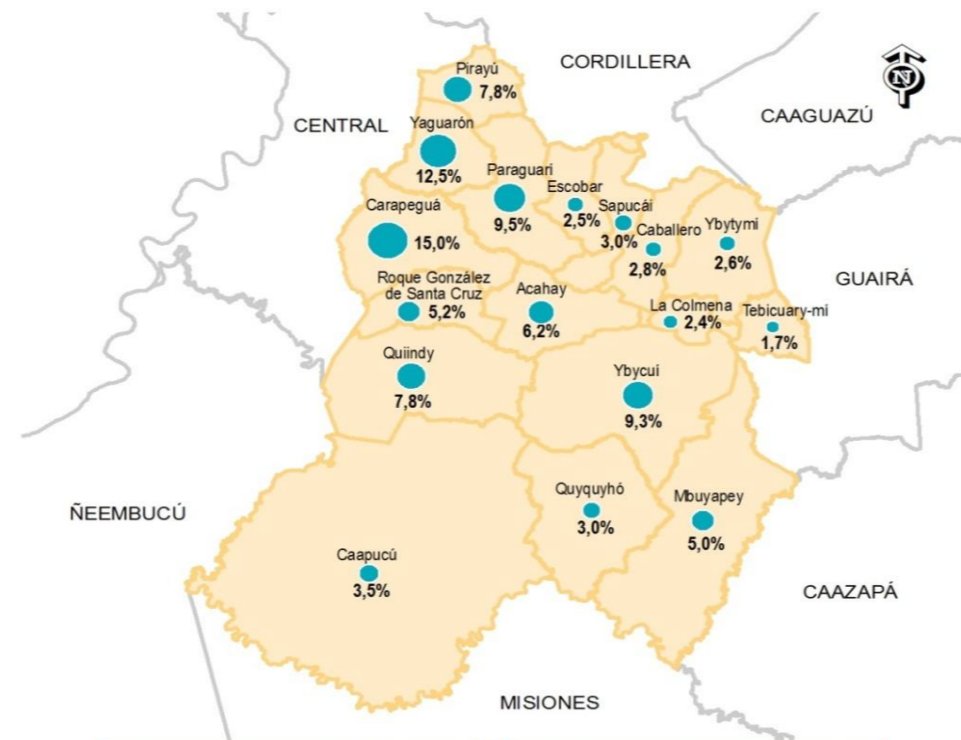 CORDILLERA
Pirayú
7,8%
N
CAAGUAZÚ
CENTRAL
Yaguarón
12,5%
Paraguari
9,5%
Escobar
2,5%
Sapucái
3,0%
Caballero
2,8%
Ybytymi
2,6%
Carapeguá
15,0%
GUAIRÁ
Roque González
de Santa Cruz
5,2%
Acahay
6,2%
La Colmena
2,4%
Tebicuary-mi
1,7%
Quiindy
7,8%
Ybycui
9,3%
ÑEEMBUCÚ
Quyquyhó
3,0%
Mbuyapey
5,0%
Caapucú
3,5%
CAAZAPÁ
MISIONES